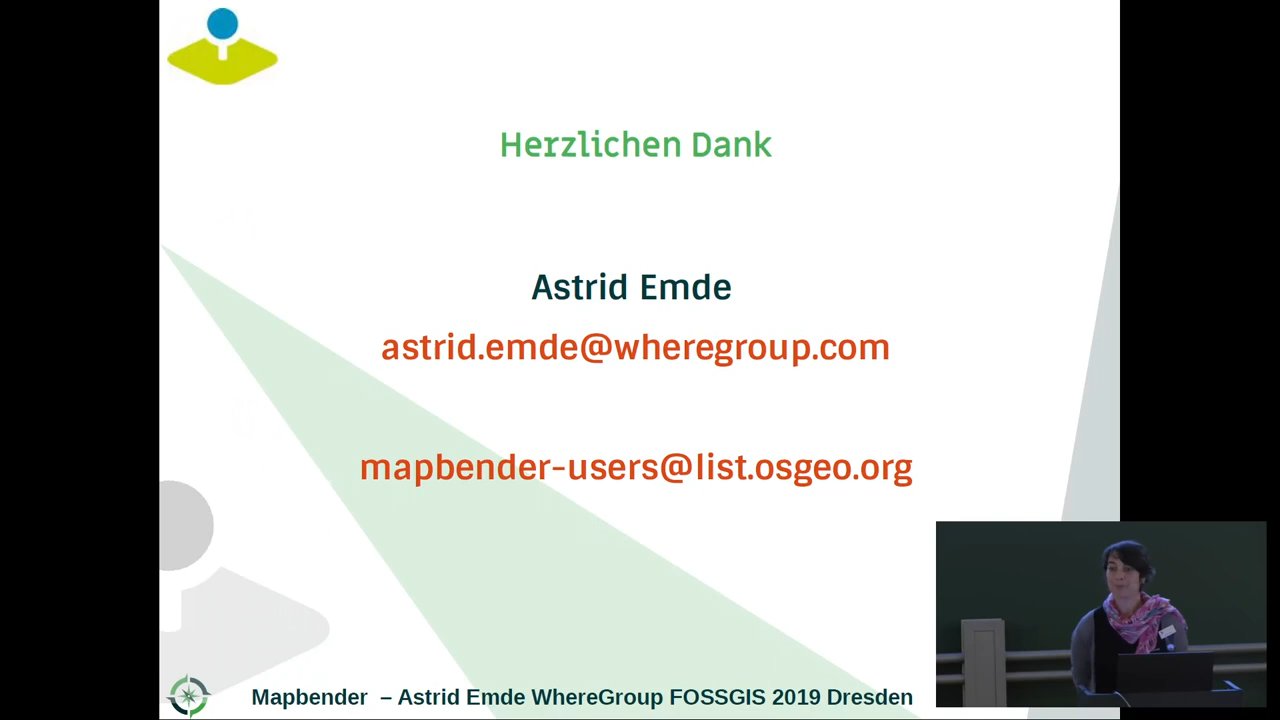 Herzlichen Dank
Astrid Emde
astrid.emde@wheregroup.com
mapbender-users@list.osgeo.org
Mapbender – Astrid Emde WhereGroup FOSSGIS 2019 Dresden